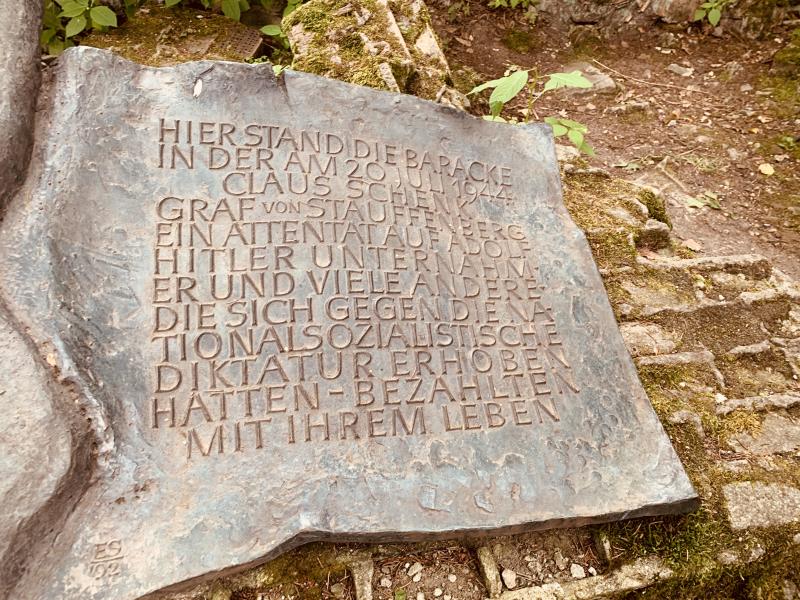 HIER STAND DIE BARACKE
IN DER AM 20 JULI 1944
CLAUS SCHENK
GRAF VON STAUFFENBERG
EIN ATTENTAT AUF ADOLF
HITLER UNTERNAHM-
ER UND VIELE ANDERE-
DIE SICH GEGEN DIE NA-
TIONALSOZIALISTISCHE
DIKTATUR ERHOBEN
HATTEN - BEZAHLTEN
MIT IHREM LEBEN
ES
92